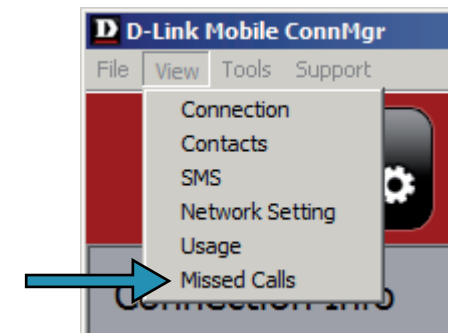 D D-Link Mobile ConnMgr
File View Tools Support
Connection
Contacts
SMS
Network Setting
Usage
Missed Calls
Connection Info